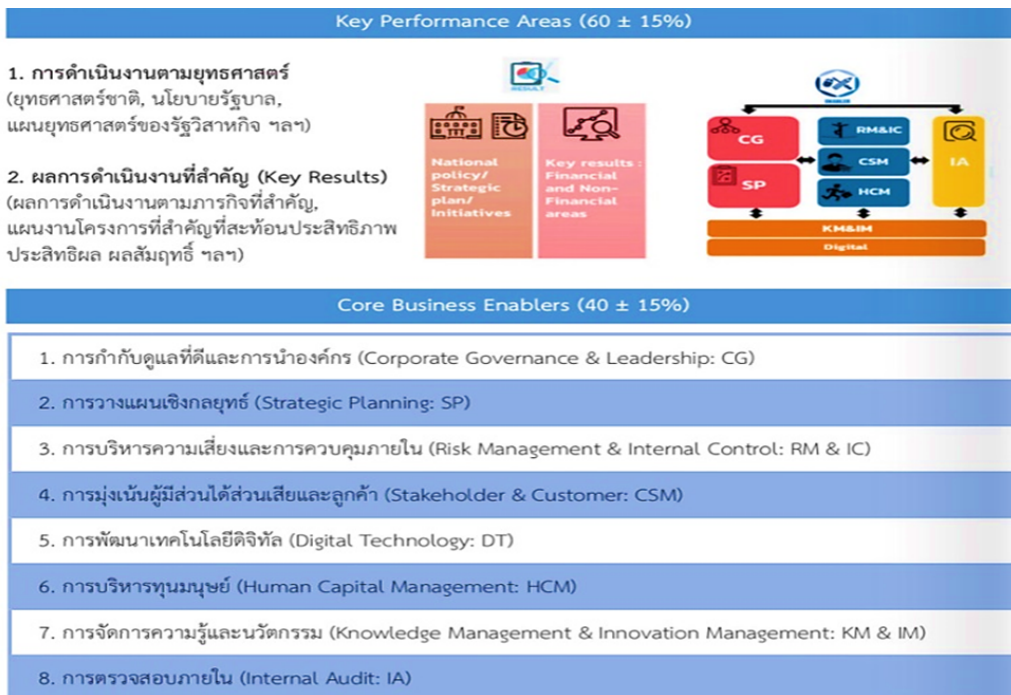 Key Performance Areas (60 ± 15%)
1. การดำเนินงานตามยุทธศาสตร์
(ยุทธศาสตร์ชาติ, นโยบายรัฐบาล,
แผนยุทธศาสตร์ของรัฐวิสาหกิจ ฯลฯ)
2. ผลการดำเนินงานที่สำคัญ (Key Results)
(ผลการดำเนินงานตามภารกิจที่สำคัญ,
แผนงานโครงการที่สำคัญที่สะท้อนประสิทธิภาพ
ประสิทธิผล ผลสัมฤทธิ์ ฯลฯ)
RESULT
National
policy/
Strategic
plan/
Initiatives
Key results :
Financial
and Non-
Financial
areas
ENABLER
CG
SP
RM&IC
CSM
HCM
IA
KM&IM
Digital
Core Business Enablers (40 ± 15%)
1. การกำกับดูแลที่ดีและการนำองค์กร (Corporate Governance & Leadership: CG)
2. การวางแผนเชิงกลยุทธ์ (Strategic Planning: SP)
3. การบริหารความเสี่ยงและการควบคุมภายใน (Risk Management & Internal Control: RM & IC)
4. การมุ่งเน้นผู้มีส่วนได้ส่วนเสียและลูกค้า (Stakeholder & Customer: CSM)
5. การพัฒนาเทคโนโลยีดิจิทัล (Digital Technology: DT)
6. การบริหารทุนมนุษย์ (Human Capital Management: HCM)
7. การจัดการความรู้และนวัตกรรม (Knowledge Management & Innovation Management: KM & IM)
8. การตรวจสอบภายใน (Internal Audit: IA)